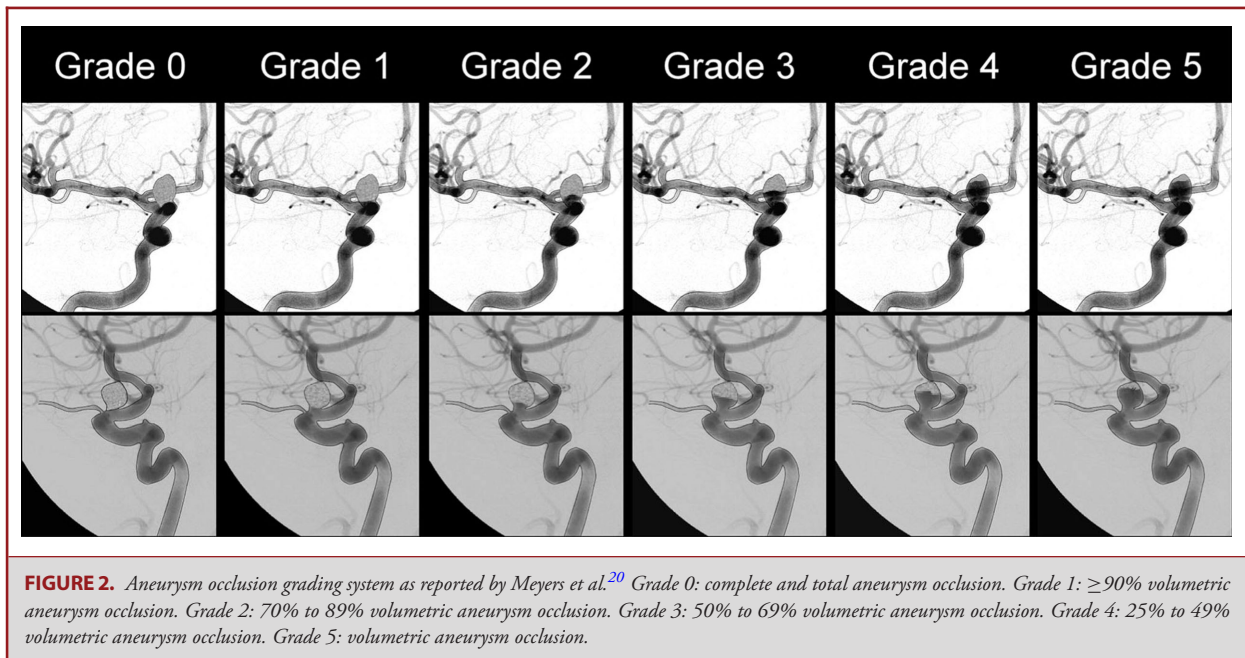 Grade 0 Grade 1 Grade 2 Grade 3 Grade 4 Grade 5
FIGURE 2. Aneurysm occlusion grading system as reported by Meyers et al.20 Grade 0: complete and total aneurysm occlusion. Grade 1: ≥90% volumetric
aneurysm occlusion. Grade 2: 70% to 89% volumetric aneurysm occlusion. Grade 3: 50% to 69% volumetric aneurysm occlusion. Grade 4: 25% to 49%
volumetric aneurysm occlusion. Grade 5: volumetric aneurysm occlusion.